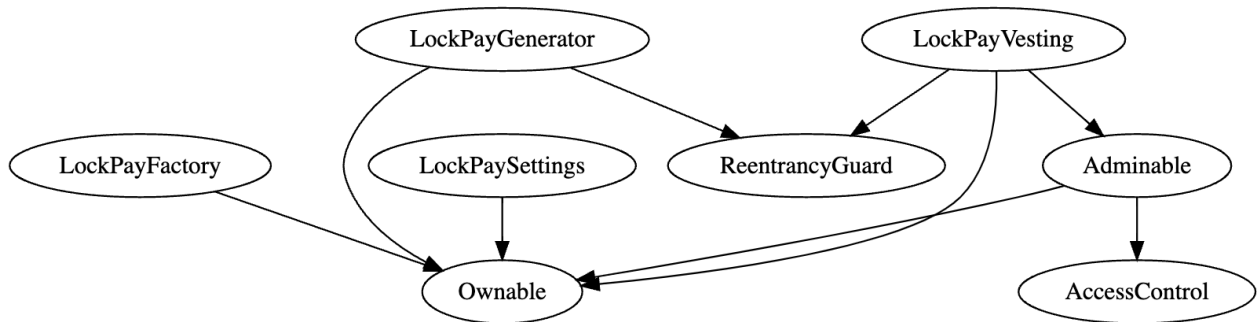 LockPayGenerator
LockPayVesting
LockPayFactory
LockPaySettings
ReentrancyGuard
Adminable
Ownable
AccessControl